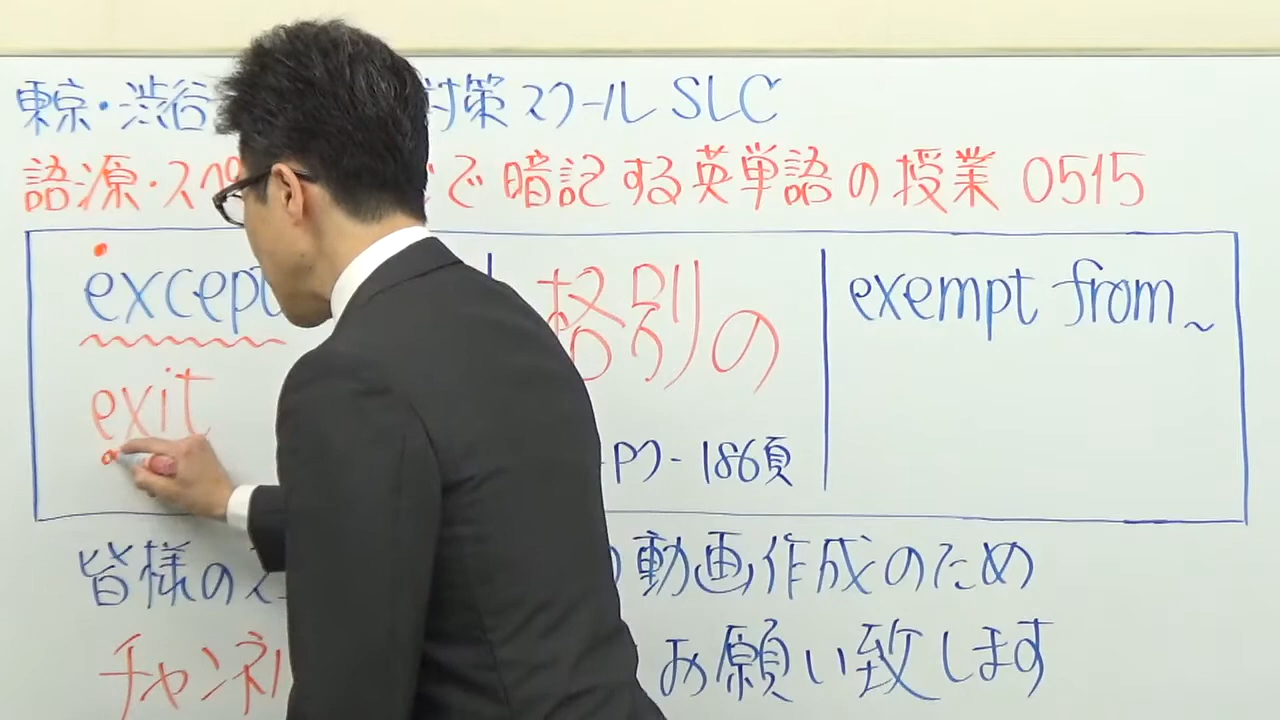 東京・渋谷 対策スクール SLC
語源・スペ で暗記する英単語の授業 0515
except
格別の
exempt from~
exit
P7-186頁
皆様のス の動画作成のため
チャンネル お願い致します